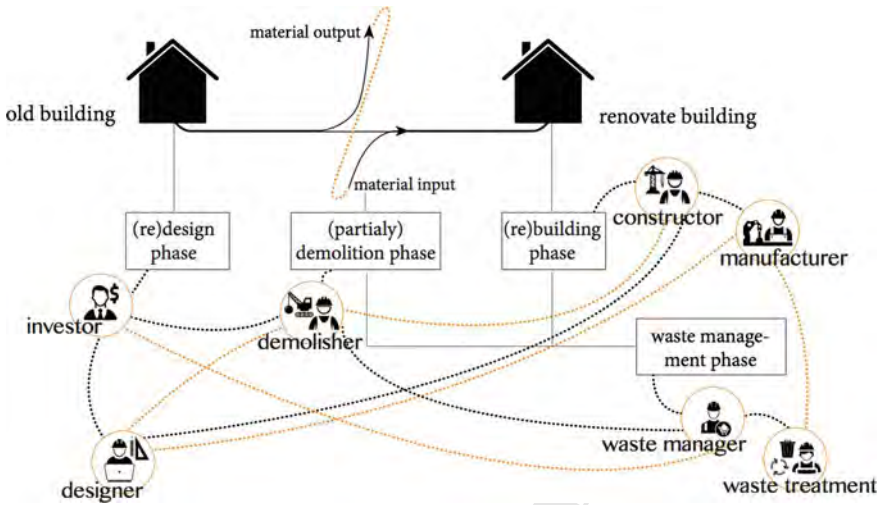 material output
old building
renovate building
material input
(re)design
phase
(partialy)
demolition phase
(re)building
phase
constructor
manufacturer
investor
$
demolisher
waste manage-
ment phase
waste manager
designer
waste treatment